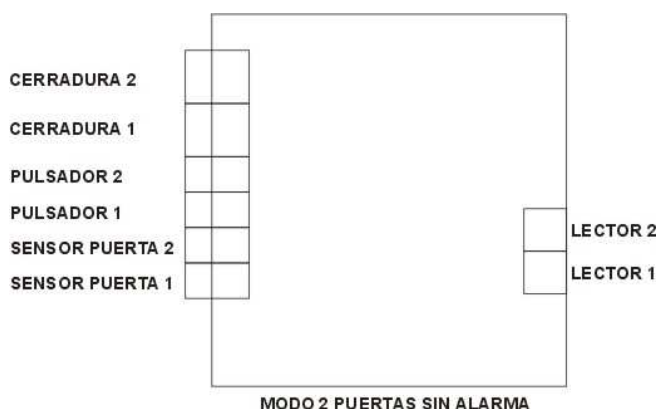 CERRADURA 2
CERRADURA 1
PULSADOR 2
PULSADOR 1
SENSOR PUERTA 2
SENSOR PUERTA 1
LECTOR 2
LECTOR 1
MODO 2 PUERTAS SIN ALARMA